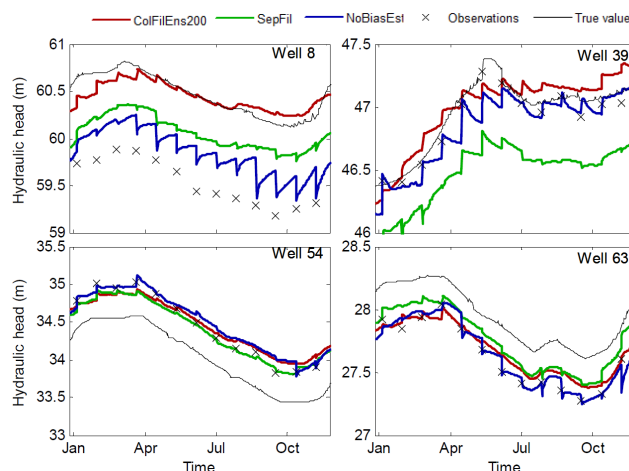 ColFilEns200 SepFil NoBiasEst Observations True value
Well 8
Hydraulic head (m)
61
60.5
60
59.5
59
Well 39
47.5
47
46.5
46
Well 54
Hydraulic head (m)
35.5
35
34.5
34
33.5
33
Jan Apr Jul Oct
Time
Well 63
28.5
28
27.5
27
Jan Apr Jul Oct
Time